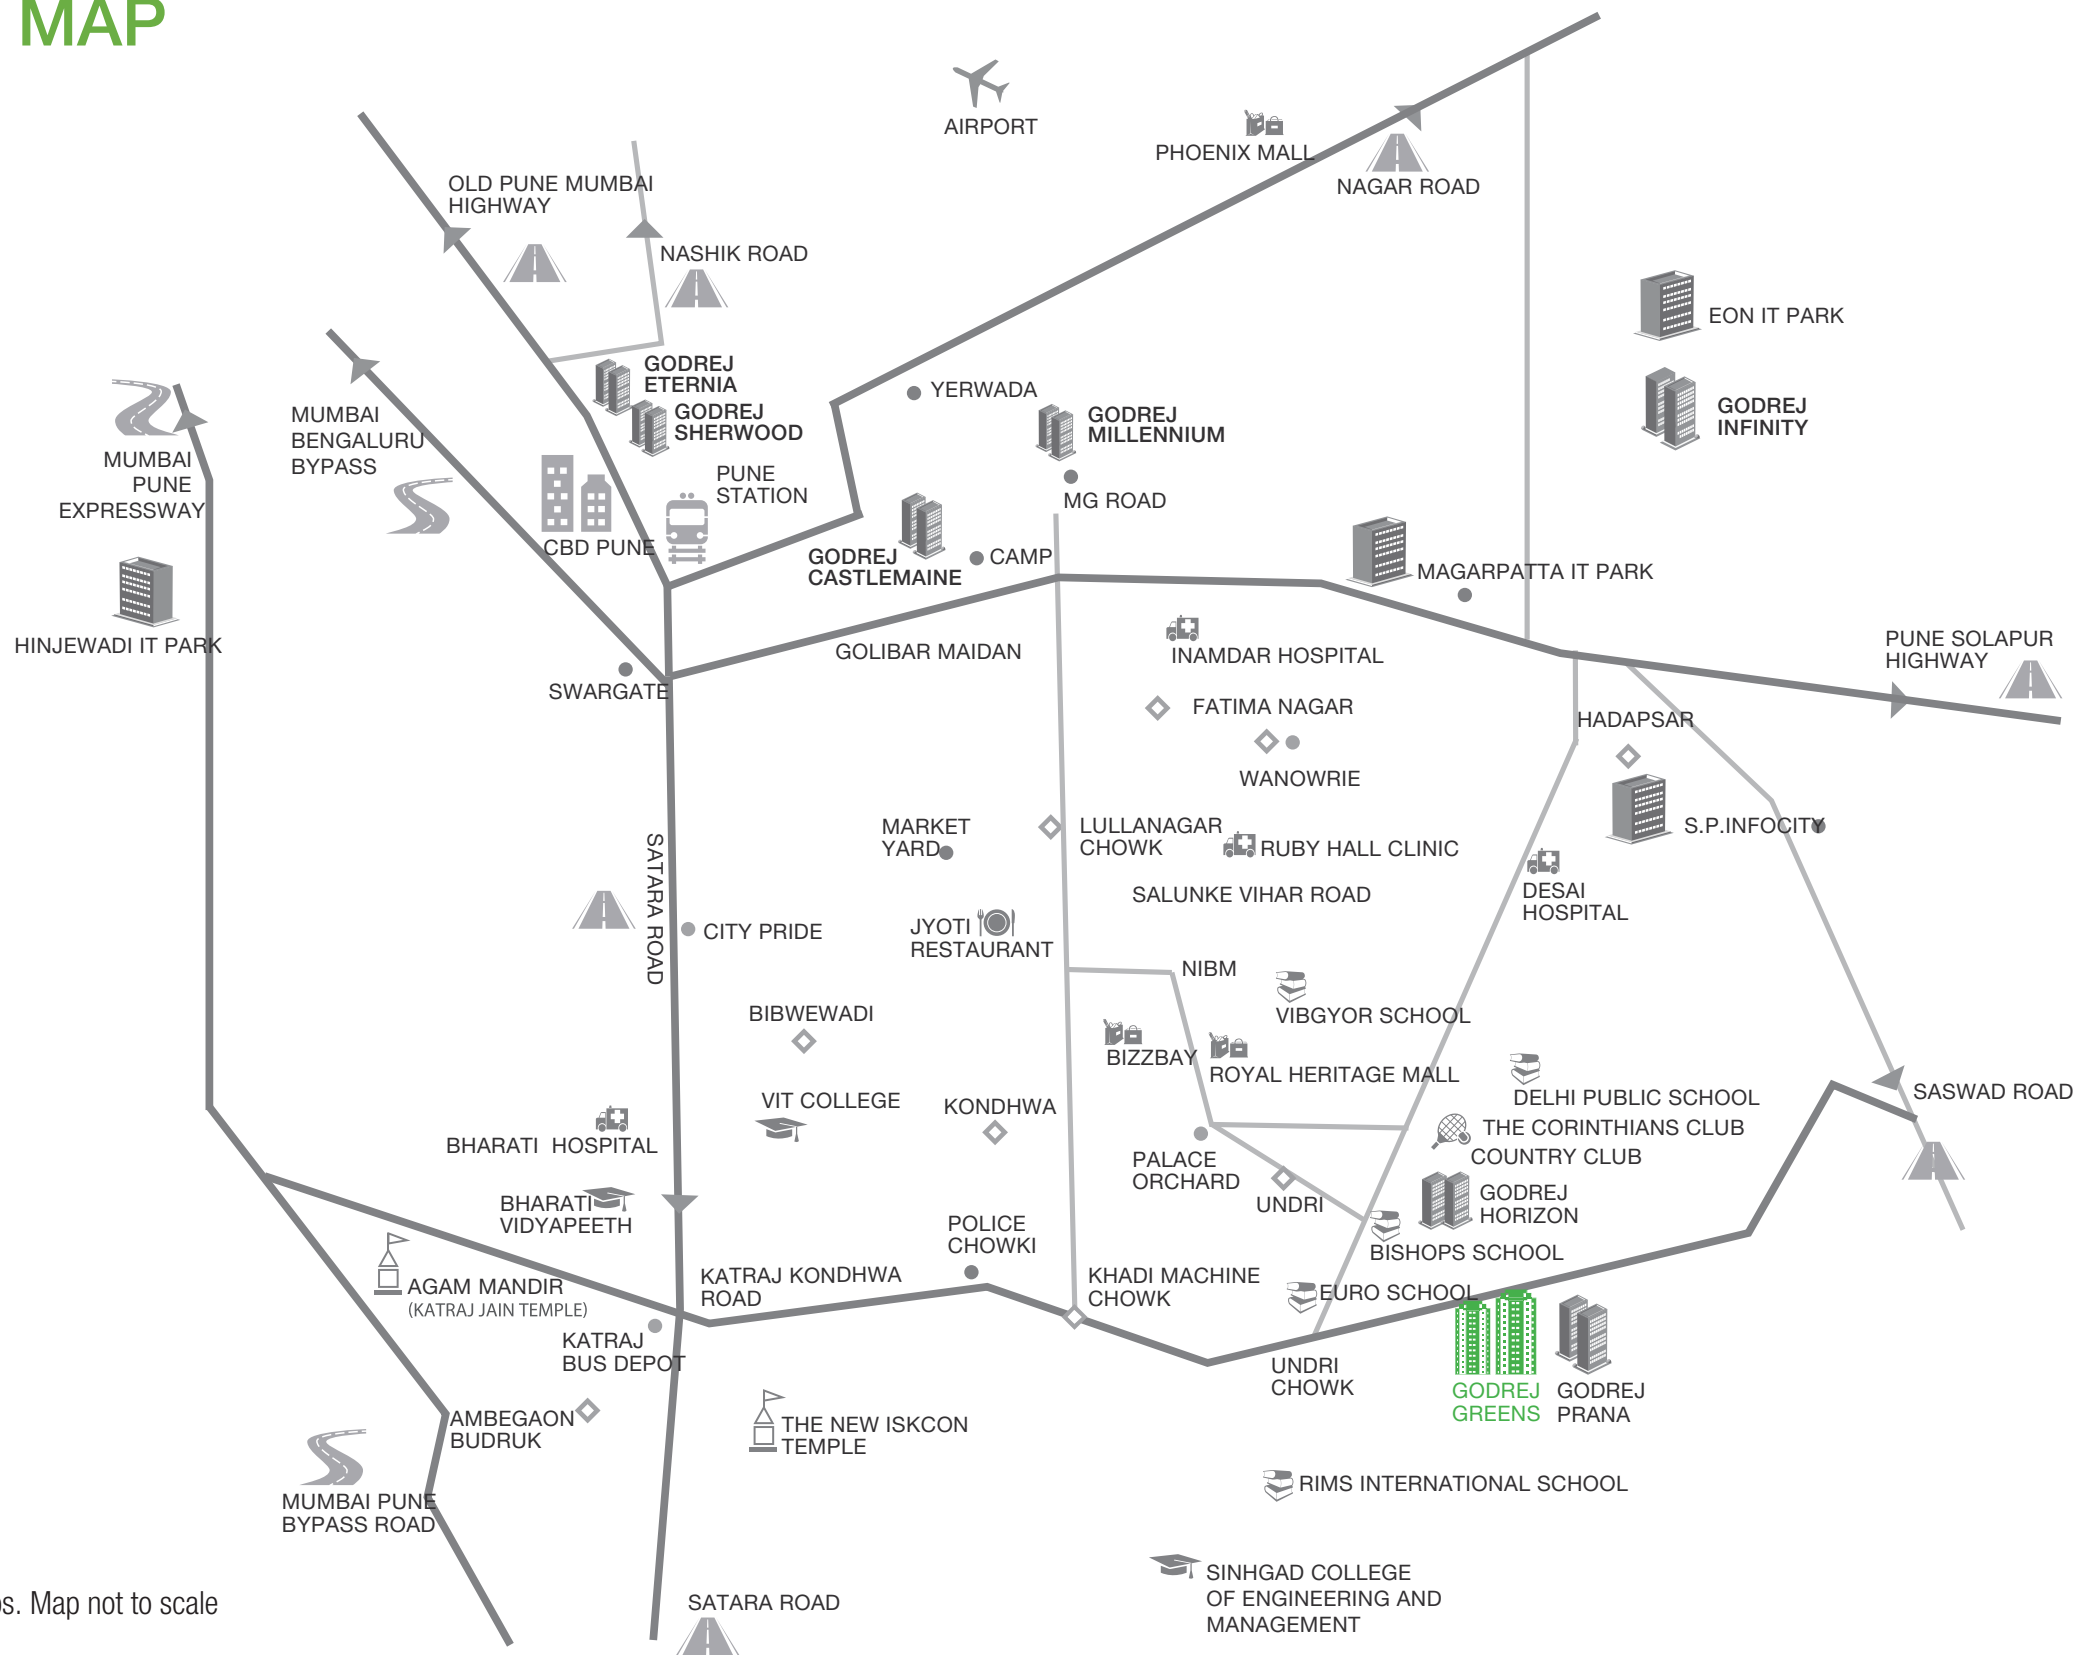 MAP
AIRPORT
PHOENIX MALL
NAGAR ROAD
OLD PUNE MUMBAI
HIGHWAY
NASHIK ROAD
EON IT PARK
GODREJ
INFINITY
GODREJ
ETERNIA
GODREJ
SHERWOOD
YERWADA
GODREJ
MILLENNIUM
MG ROAD
MUMBAI
BENGALURU
BYPASS
MUMBAI
PUNE
EXPRESSWAY
PUNE
STATION
CBD PUNE
GODREJ
CASTLEMAINE
CAMP
MAGARPATTA IT PARK
HINJEWADI IT PARK
GOLIBAR MAIDAN
INAMDAR HOSPITAL
PUNE SOLAPUR
HIGHWAY
SWARGATE
FATIMA NAGAR
HADAPSAR
WANOWRIE
MARKET
YARD
LULLANAGAR
CHOWK
RUBY HALL CLINIC
S.P.INFOCITY
SATARA ROAD
SALUNKE VIHAR ROAD
DESAI
HOSPITAL
CITY PRIDE
JYOTI
RESTAURANT
NIBM
VIBGYOR SCHOOL
BIBWEWADI
BIZZBAY
ROYAL HERITAGE MALL
DELHI PUBLIC SCHOOL
SASWAD ROAD
VIT COLLEGE
KONDHWA
THE CORINTHIANS CLUB
COUNTRY CLUB
BHARATI HOSPITAL
PALACE
ORCHARD
UNDRI
GODREJ
HORIZON
BHARATI
VIDYAPEETH
POLICE
CHOWKI
BISHOPS SCHOOL
AGAM MANDIR
(KATRAJ JAIN TEMPLE)
KATRAJ KONDHWA
ROAD
KHADI MACHINE
CHOWK
EURO SCHOOL
KATRAJ
BUS DEPOT
UNDRI
CHOWK
GODREJ
GREENS
GODREJ
PRANA
AMBEGAON
BUDRUK
THE NEW ISKCON
TEMPLE
MUMBAI PUNE
BYPASS ROAD
RIMS INTERNATIONAL SCHOOL
SINHGAD COLLEGE
OF ENGINEERING AND
MANAGEMENT
SATARA ROAD
Map not to scale